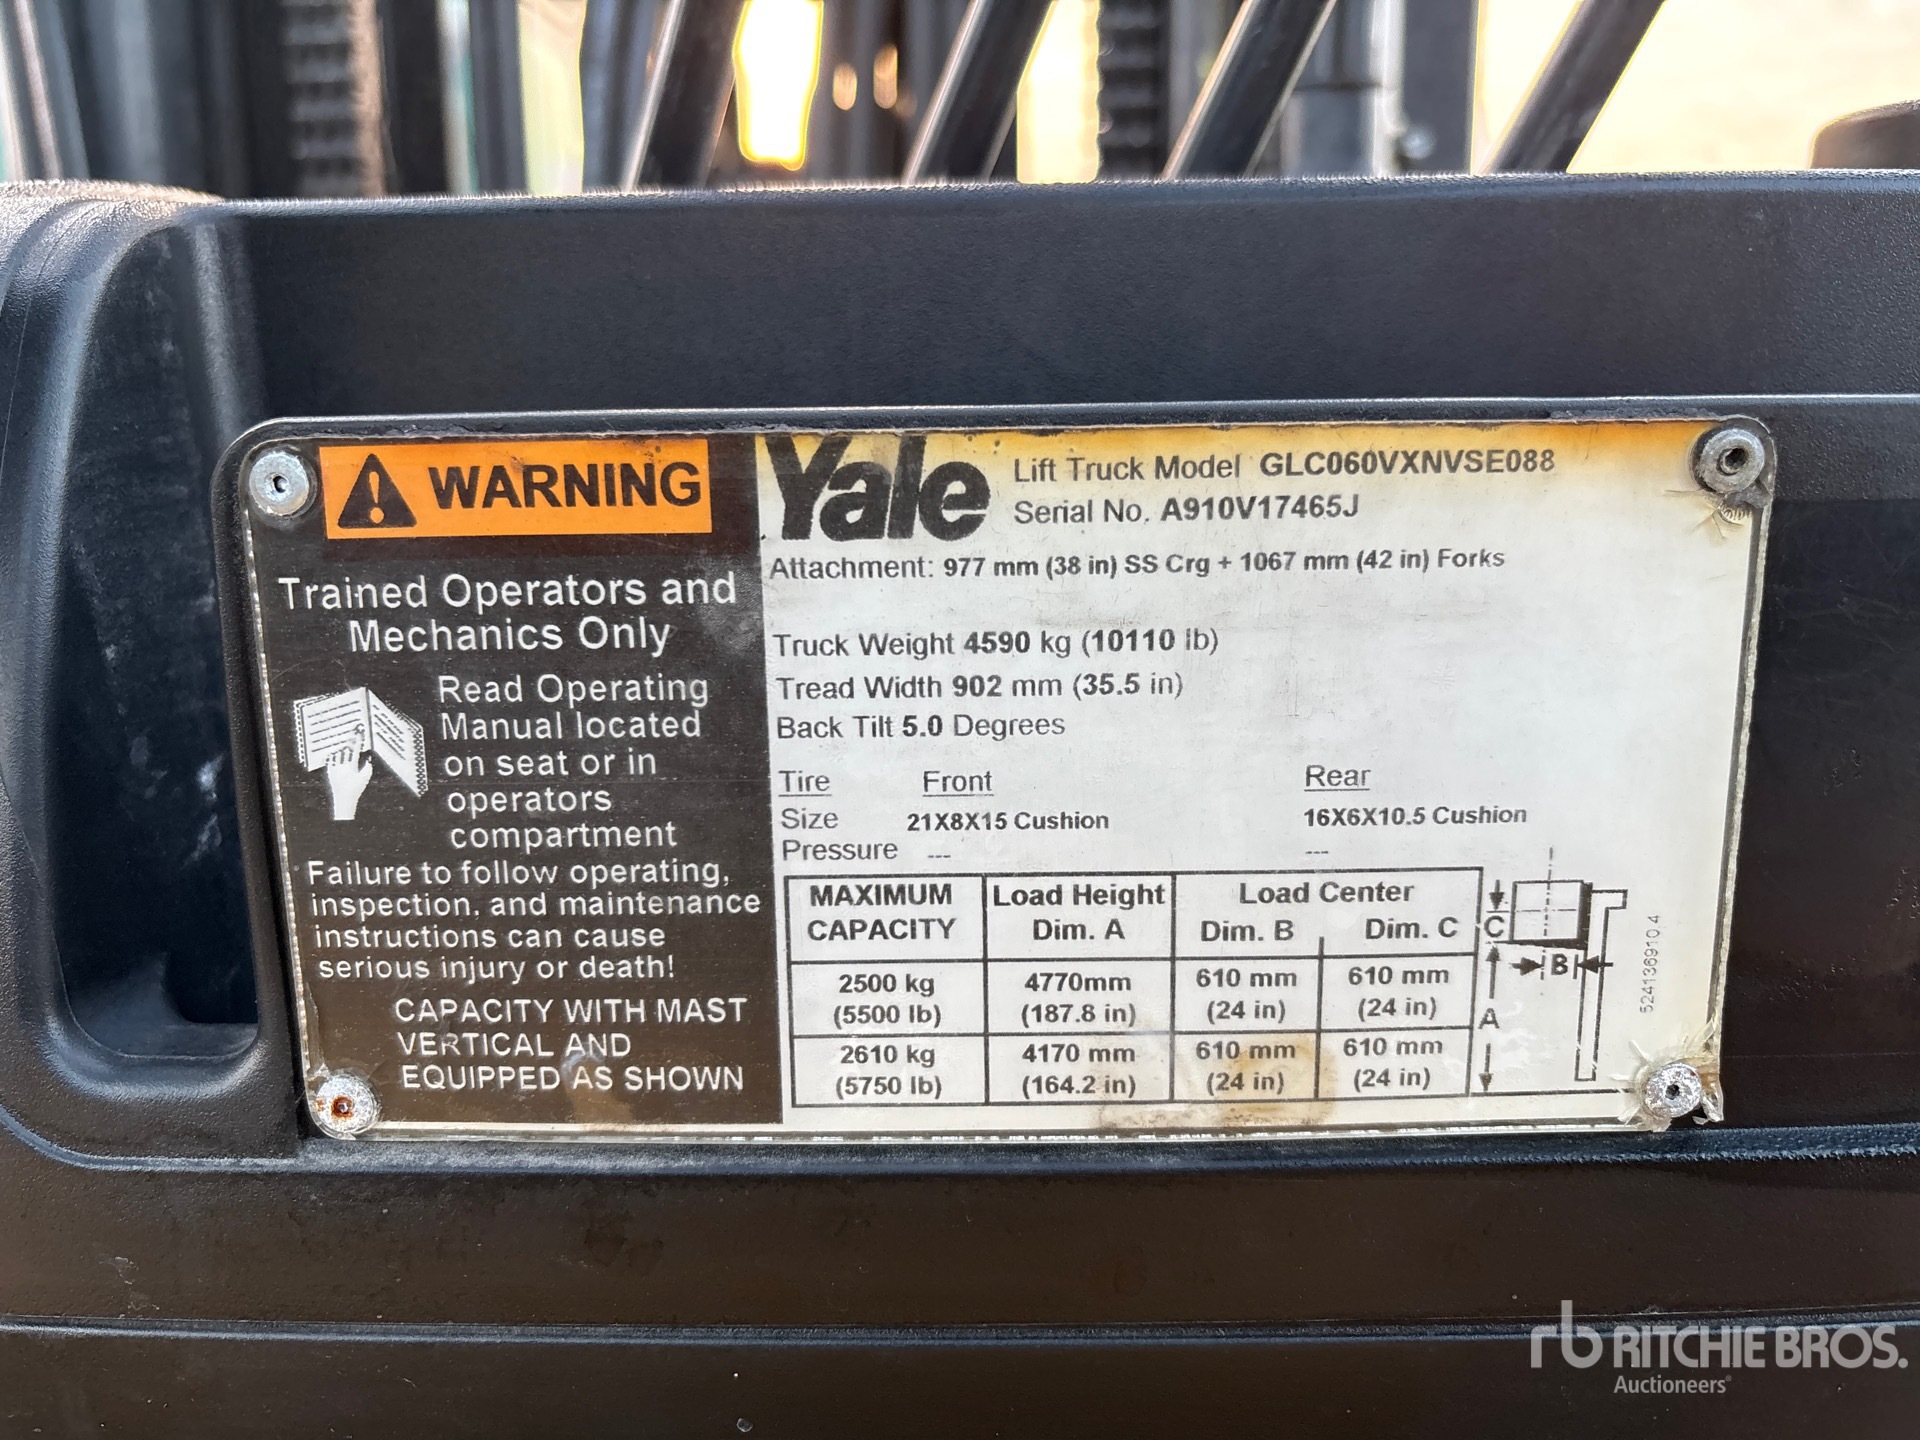 WARNING
Trained Operators and
Mechanics Only
Read Operating
Manual located
on seat or in
operators
compartment
Failure to follow operating,
inspection, and maintenance
instructions can cause
serious injury or death!
CAPACITY WITH MAST
VERTICAL AND
EQUIPPED AS SHOWN
Yale
Lift Truck Model GLC060VXNVSE088
Serial No. A910V17465J
Attachment: 977 mm (38 in) SS Crg + 1067 mm (42 in) Forks
Truck Weight 4590 kg (10110 lb)
Tread Width 902 mm (35.5 in)
Back Tilt 5.0 Degrees
Tire Front Rear
Size 21X8X15 Cushion 16X6X10.5 Cushion
Pressure --- ---
MAXIMUM Load Height Load Center
CAPACITY Dim. A Dim. B Dim. C
2500 kg 4770mm 610 mm 610 mm
(5500 lb) (187.8 in) (24 in) (24 in)
2610 kg 4170 mm 610 mm 610 mm
(5750 lb) (164.2 in) (24 in) (24 in)
C
B
A
524136910.4
rb RITCHIE BROS.
Auctioneers